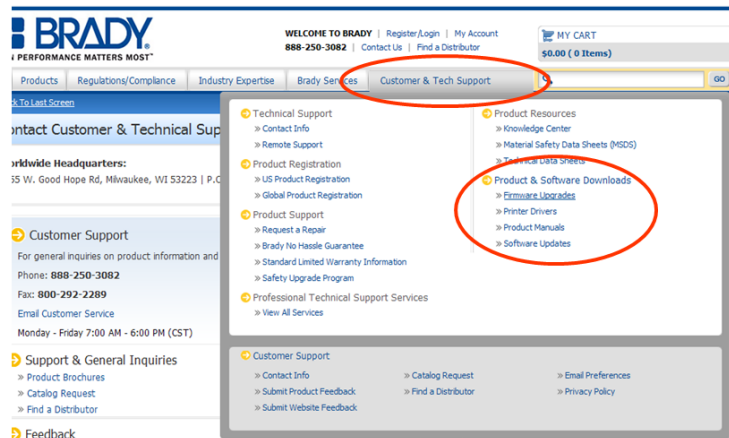 BRADY.
PERFORMANCE MATTERS MOST™
WELCOME TO BRADY | Register/Login | My Account
888-250-3082 | Contact Us | Find a Distributor
MY CART
$0.00 ( 0 Items)
Products
Regulations/Compliance
Industry Expertise
Brady Services
Customer & Tech Support
GO
To Last Screen
ontact Customer & Technical Sup
orldwide Headquarters:
55 W. Good Hope Rd, Milwaukee, WI 53223 | P.O
Customer Support
For general inquiries on product information and
Phone: 888-250-3082
Fax: 800-292-2289
Email Customer Service
Monday - Friday 7:00 AM - 6:00 PM (CST)
Support & General Inquiries
» Product Brochures
» Catalog Request
» Find a Distributor
Feedback
Technical Support
» Contact Info
» Remote Support
Product Registration
» US Product Registration
» Global Product Registration
Product Support
» Request a Repair
» Brady No Hassle Guarantee
» Standard Limited Warranty Information
» Safety Upgrade Program
Professional Technical Support Services
» View All Services
Product Resources
» Knowledge Center
» Material Safety Data Sheets (MSDS)
» Technical Data Sheets
Product & Software Downloads
» Firmware Upgrades
» Printer Drivers
» Product Manuals
» Software Updates
Customer Support
» Contact Info
» Submit Product Feedback
» Submit Website Feedback
» Catalog Request
» Find a Distributor
» Email Preferences
» Privacy Policy